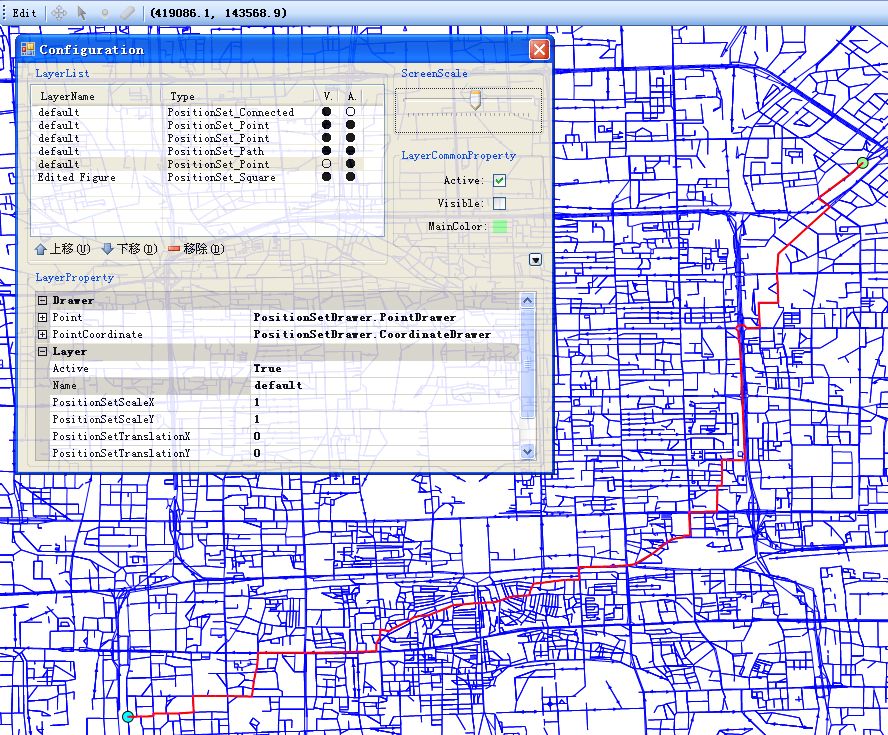 Edit (419086.1, 143568.9)
Configuration
LayerList
LayerName Type V. A.
default PositionSet_Connected
default PositionSet_Point
default PositionSet_Point
default PositionSet_Path
default PositionSet_Point
Edited Figure PositionSet_Square
上移(U) 下移(D) 移除(D)
ScreenScale
LayerCommonProperty
Active:
Visible:
MainColor:
LayerProperty
Drawer
Point PositionSetDrawer.PointDrawer
PointCoordinate PositionSetDrawer.CoordinateDrawer
Layer
Active True
Name default
PositionSetScaleX 1
PositionSetScaleY 1
PositionSetTranslationX 0
PositionSetTranslationY 0